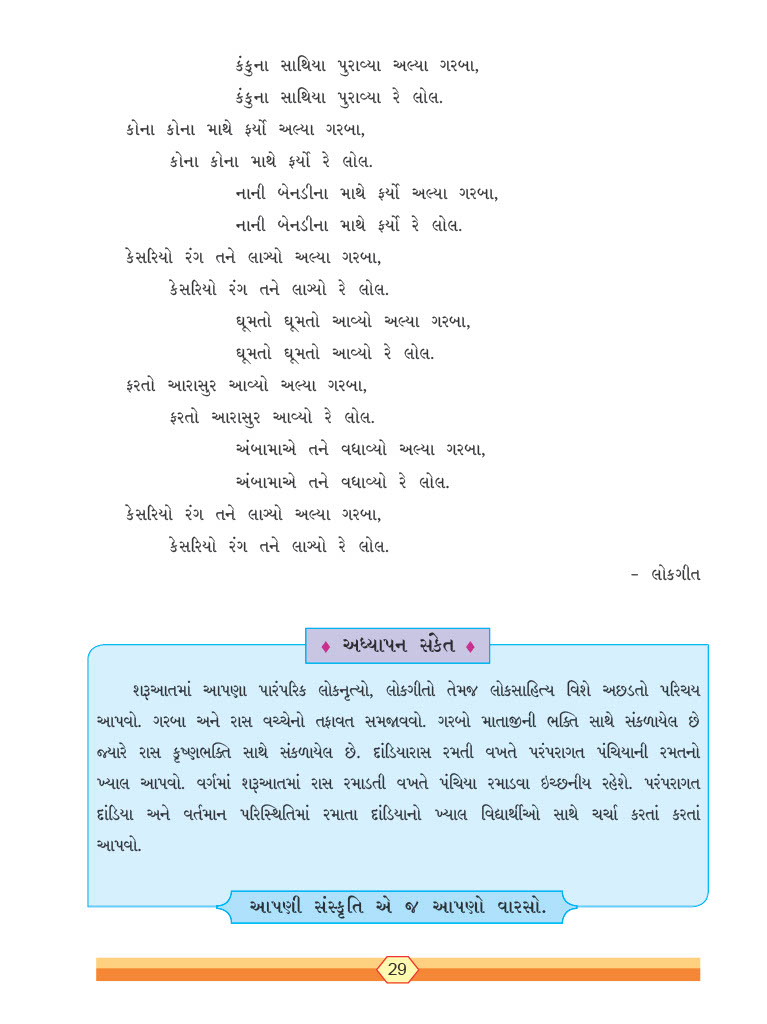 કંકુના સાથિયા પુરાવ્યા અલ્યા ગરબા,
કંકુના સાથિયા પુરાવ્યા રે લોલ.
કોના કોના માથે ફર્યો અલ્યા ગરબા,
કોના કોના માથે ફર્યો રે લોલ.
નાની બેનડીના માથે ફર્યો અલ્યા ગરબા,
નાની બેનડીના માથે ફર્યો રે લોલ.
કેસરિયો રંગ તને લાગ્યો અલ્યા ગરબા,
કેસરિયો રંગ તને લાગ્યો રે લોલ.
ઘૂમતો ઘૂમતો આવ્યો અલ્યા ગરબા,
ઘૂમતો ઘૂમતો આવ્યો રે લોલ.
ફરતો આરાસુર આવ્યો અલ્યા ગરબા,
ફરતો આરાસુર આવ્યો રે લોલ.
અંબામાએ તને વધાવ્યો અલ્યા ગરબા,
અંબામાએ તને વધાવ્યો રે લોલ.
કેસરિયો રંગ તને લાગ્યો અલ્યા ગરબા,
કેસરિયો રંગ તને લાગ્યો રે લોલ.
- લોકગીત
♦ અધ્યાપન સંકેત ♦
શરૂઆતમાં આપણા પારંપરિક લોકનૃત્યો, લોકગીતો તેમજ લોકસાહિત્ય વિશે અછડતો પરિચય
આપવો. ગરબા અને રાસ વચ્ચેનો તફાવત સમજાવવો. ગરબો માતાજીની ભક્તિ સાથે સંકળાયેલ છે
જ્યારે રાસ કૃષ્ણભક્તિ સાથે સંકળાયેલ છે. દાંડિયારાસ રમતી વખતે પરંપરાગત પંચિયાની રમતનો
ખ્યાલ આપવો. વર્ગમાં શરૂઆતમાં રાસ રમાડતી વખતે પંચિયા રમાડવા ઇચ્છનીય રહેશે. પરંપરાગત
દાંડિયા અને વર્તમાન પરિસ્થિતિમાં રમાતા દાંડિયાનો ખ્યાલ વિદ્યાર્થીઓ સાથે ચર્ચા કરતાં કરતાં
આપવો.
આપણી સંસ્કૃતિ એ જ આપણો વારસો.
29